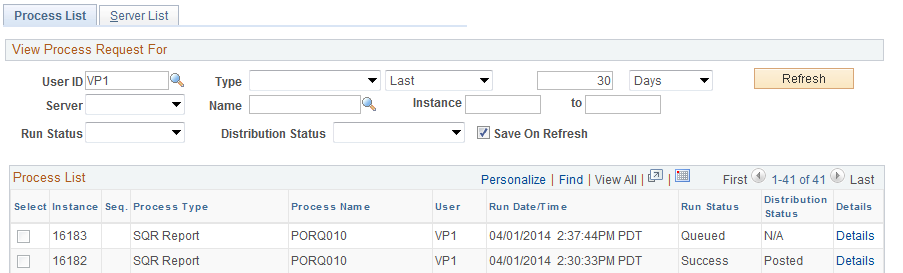 Process List Server List
View Process Request For
User ID VP1 Type Last 30 Days Refresh
Server Name Instance to
Run Status Distribution Status Save On Refresh
Process List Personalize | Find | View All | | First 1-41 of 41 Last
Select Instance Seq. Process Type Process Name User Run Date/Time Run Status Distribution Status Details
16183 SQR Report PORQ010 VP1 04/01/2014 2:37:44PM PDT Queued N/A Details
16182 SQR Report PORQ010 VP1 04/01/2014 2:30:33PM PDT Success Posted Details